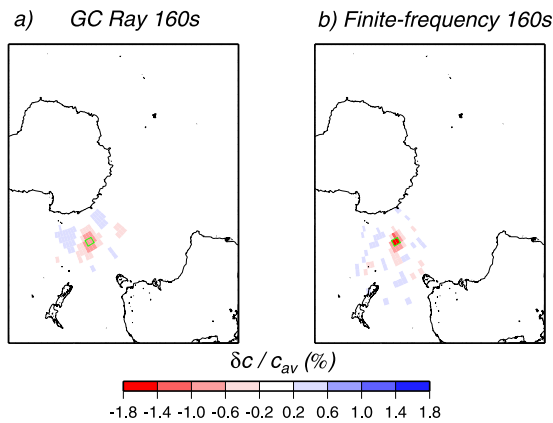 a) GC Ray 160s
b) Finite-frequency 160s
δc / c_av (%)
-1.8 -1.4 -1.0 -0.6 -0.2 0.2 0.6 1.0 1.4 1.8